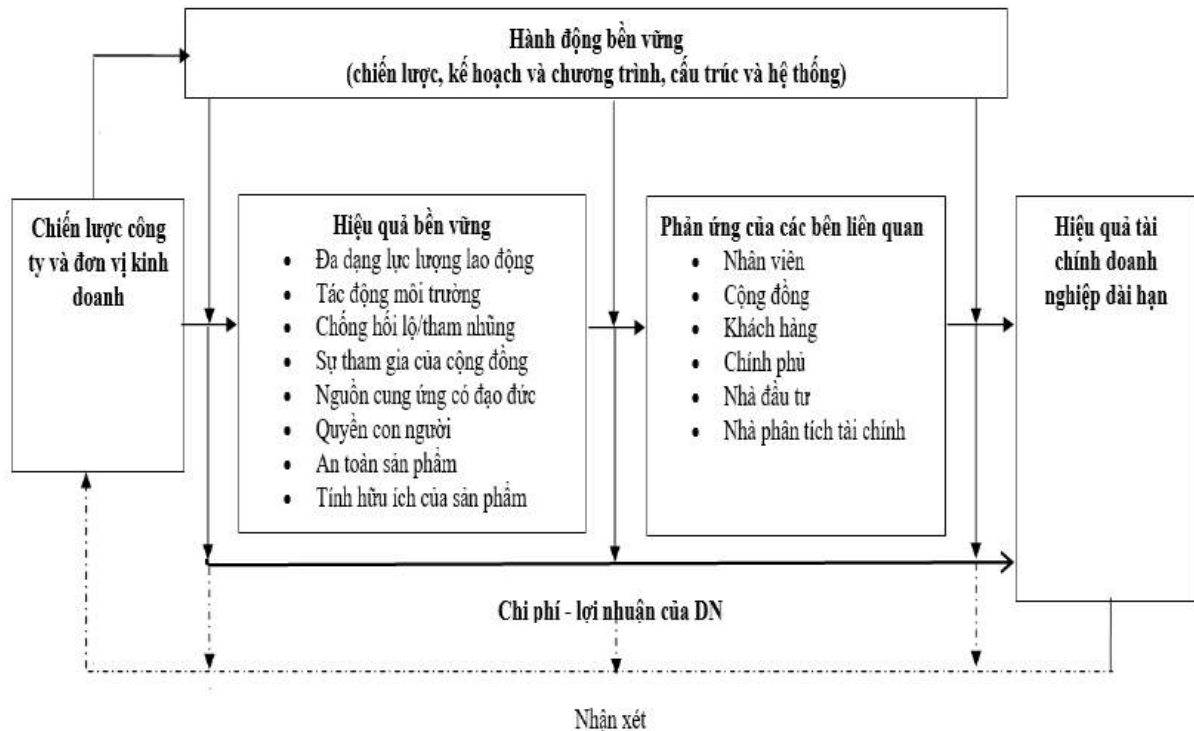 Hành động bền vững
(chiến lược, kế hoạch và chương trình, cấu trúc và hệ thống)
Chiến lược công
ty và đơn vị kinh
doanh
Hiệu quả bền vững
• Đa dạng lực lượng lao động
• Tác động môi trường
• Chống hối lộ/tham nhũng
• Sự tham gia của cộng đồng
• Nguồn cung ứng có đạo đức
• Quyền con người
• An toàn sản phẩm
• Tính hữu ích của sản phẩm
Phản ứng của các bên liên quan
• Nhân viên
• Cộng đồng
• Khách hàng
• Chính phủ
• Nhà đầu tư
• Nhà phân tích tài chính
Hiệu quả tài
chính doanh
nghiệp dài hạn
Chi phí - lợi nhuận của DN
Nhận xét